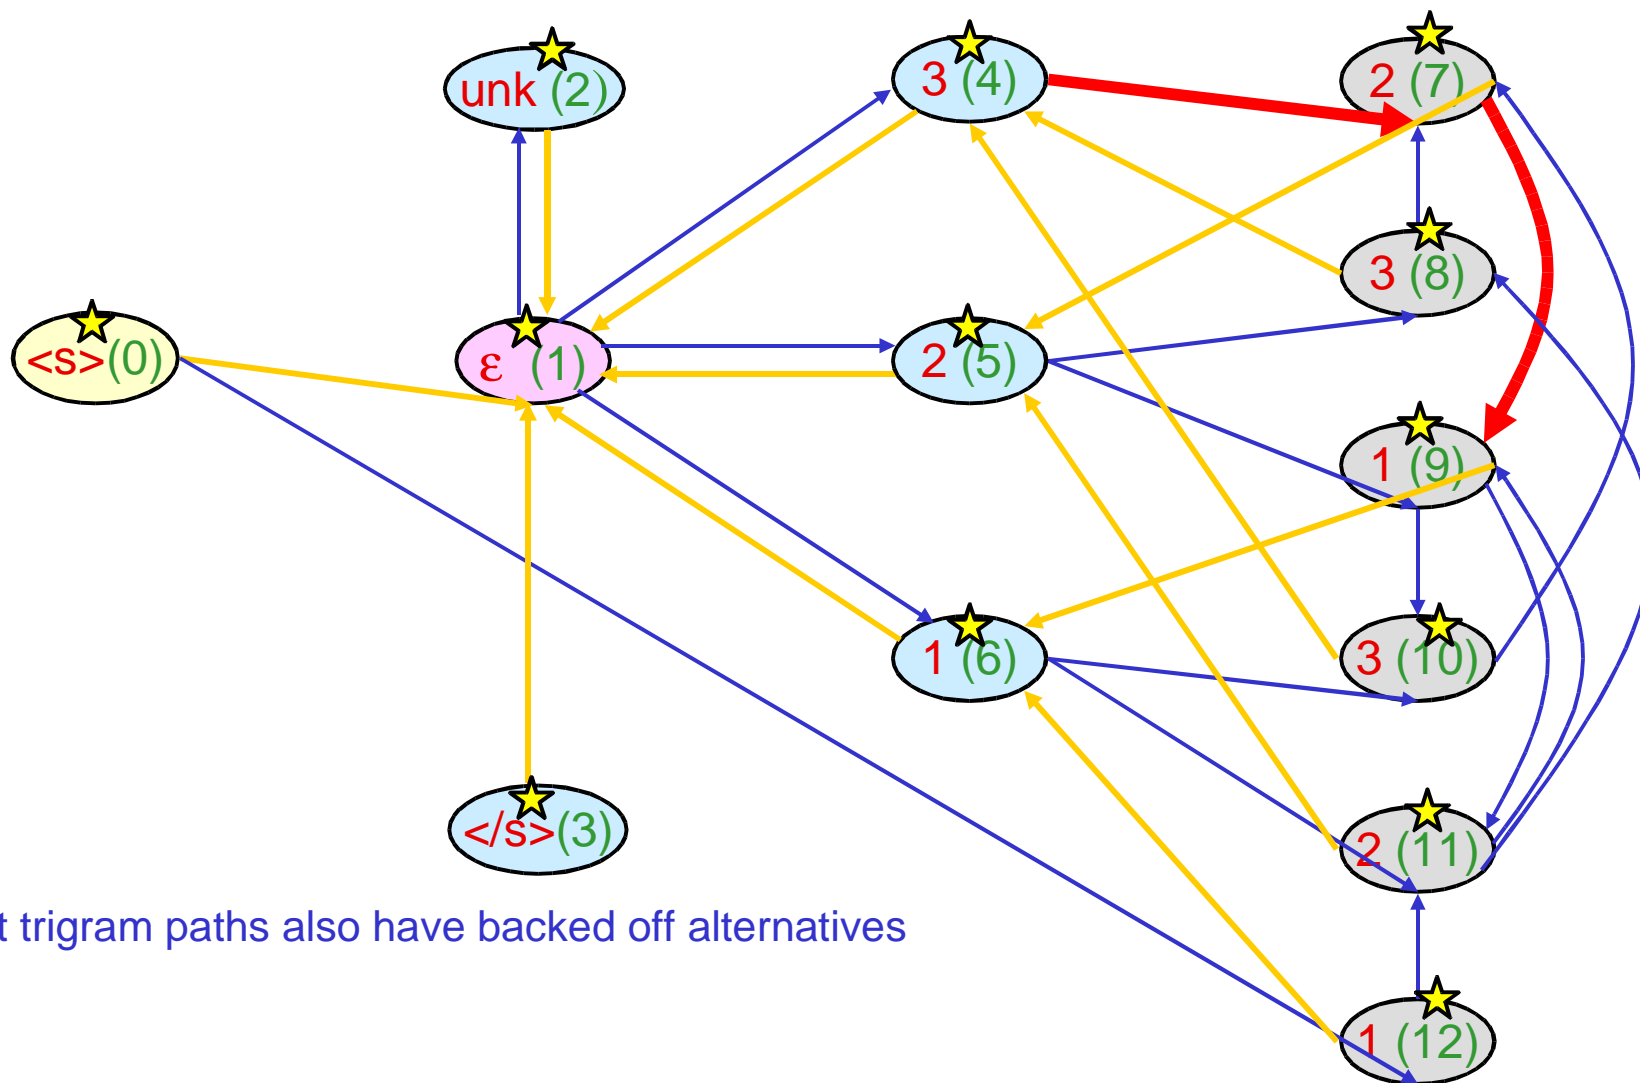 unk (2)
3 (4)
2 (7)
3 (8)
<s>(0)
ε (1)
2 (5)
1 (9)
1 (6)
3 (10)
</s>(3)
2 (11)
t trigram paths also have backed off alternatives
1 (12)